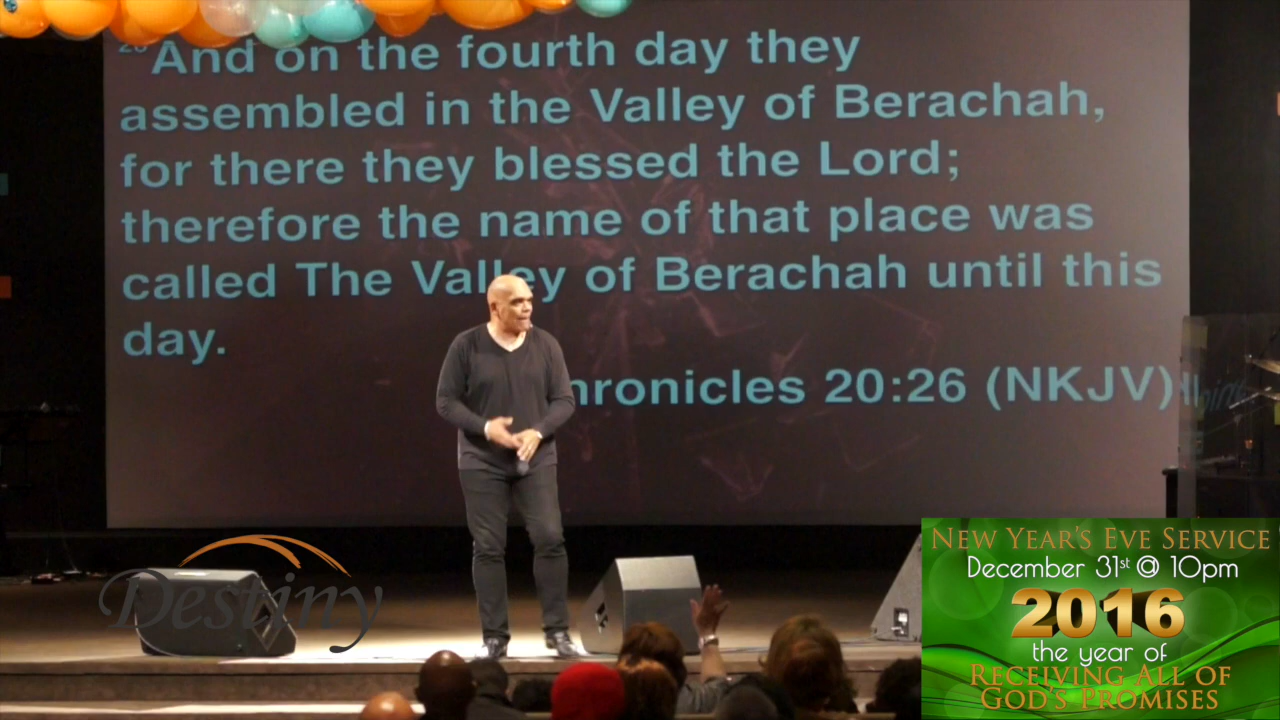 26 And on the fourth day they
assembled in the Valley of Berachah,
for there they blessed the Lord;
therefore the name of that place was
called The Valley of Berachah until this
day.
hronicles 20:26 (NKJV)
Destiny
NEW YEAR'S EVE SERVICE
December 31st @ 10pm
2016
the year of
RECEIVING ALL OF
GOD'S PROMISES